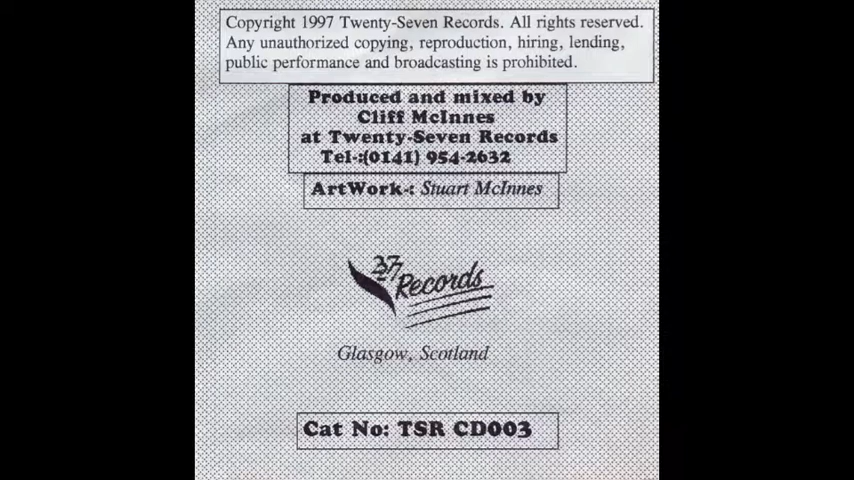 Copyright 1997 Twenty-Seven Records. All rights reserved.
Any unauthorized copying, reproduction, hiring, lending,
public performance and broadcasting is prohibited.
Produced and mixed by
Cliff McInnes
at Twenty-Seven Records
Tel-:(0141) 954-2632
ArtWork-: Stuart McInnes
27
Records
Glasgow, Scotland
Cat No: TSR CD003